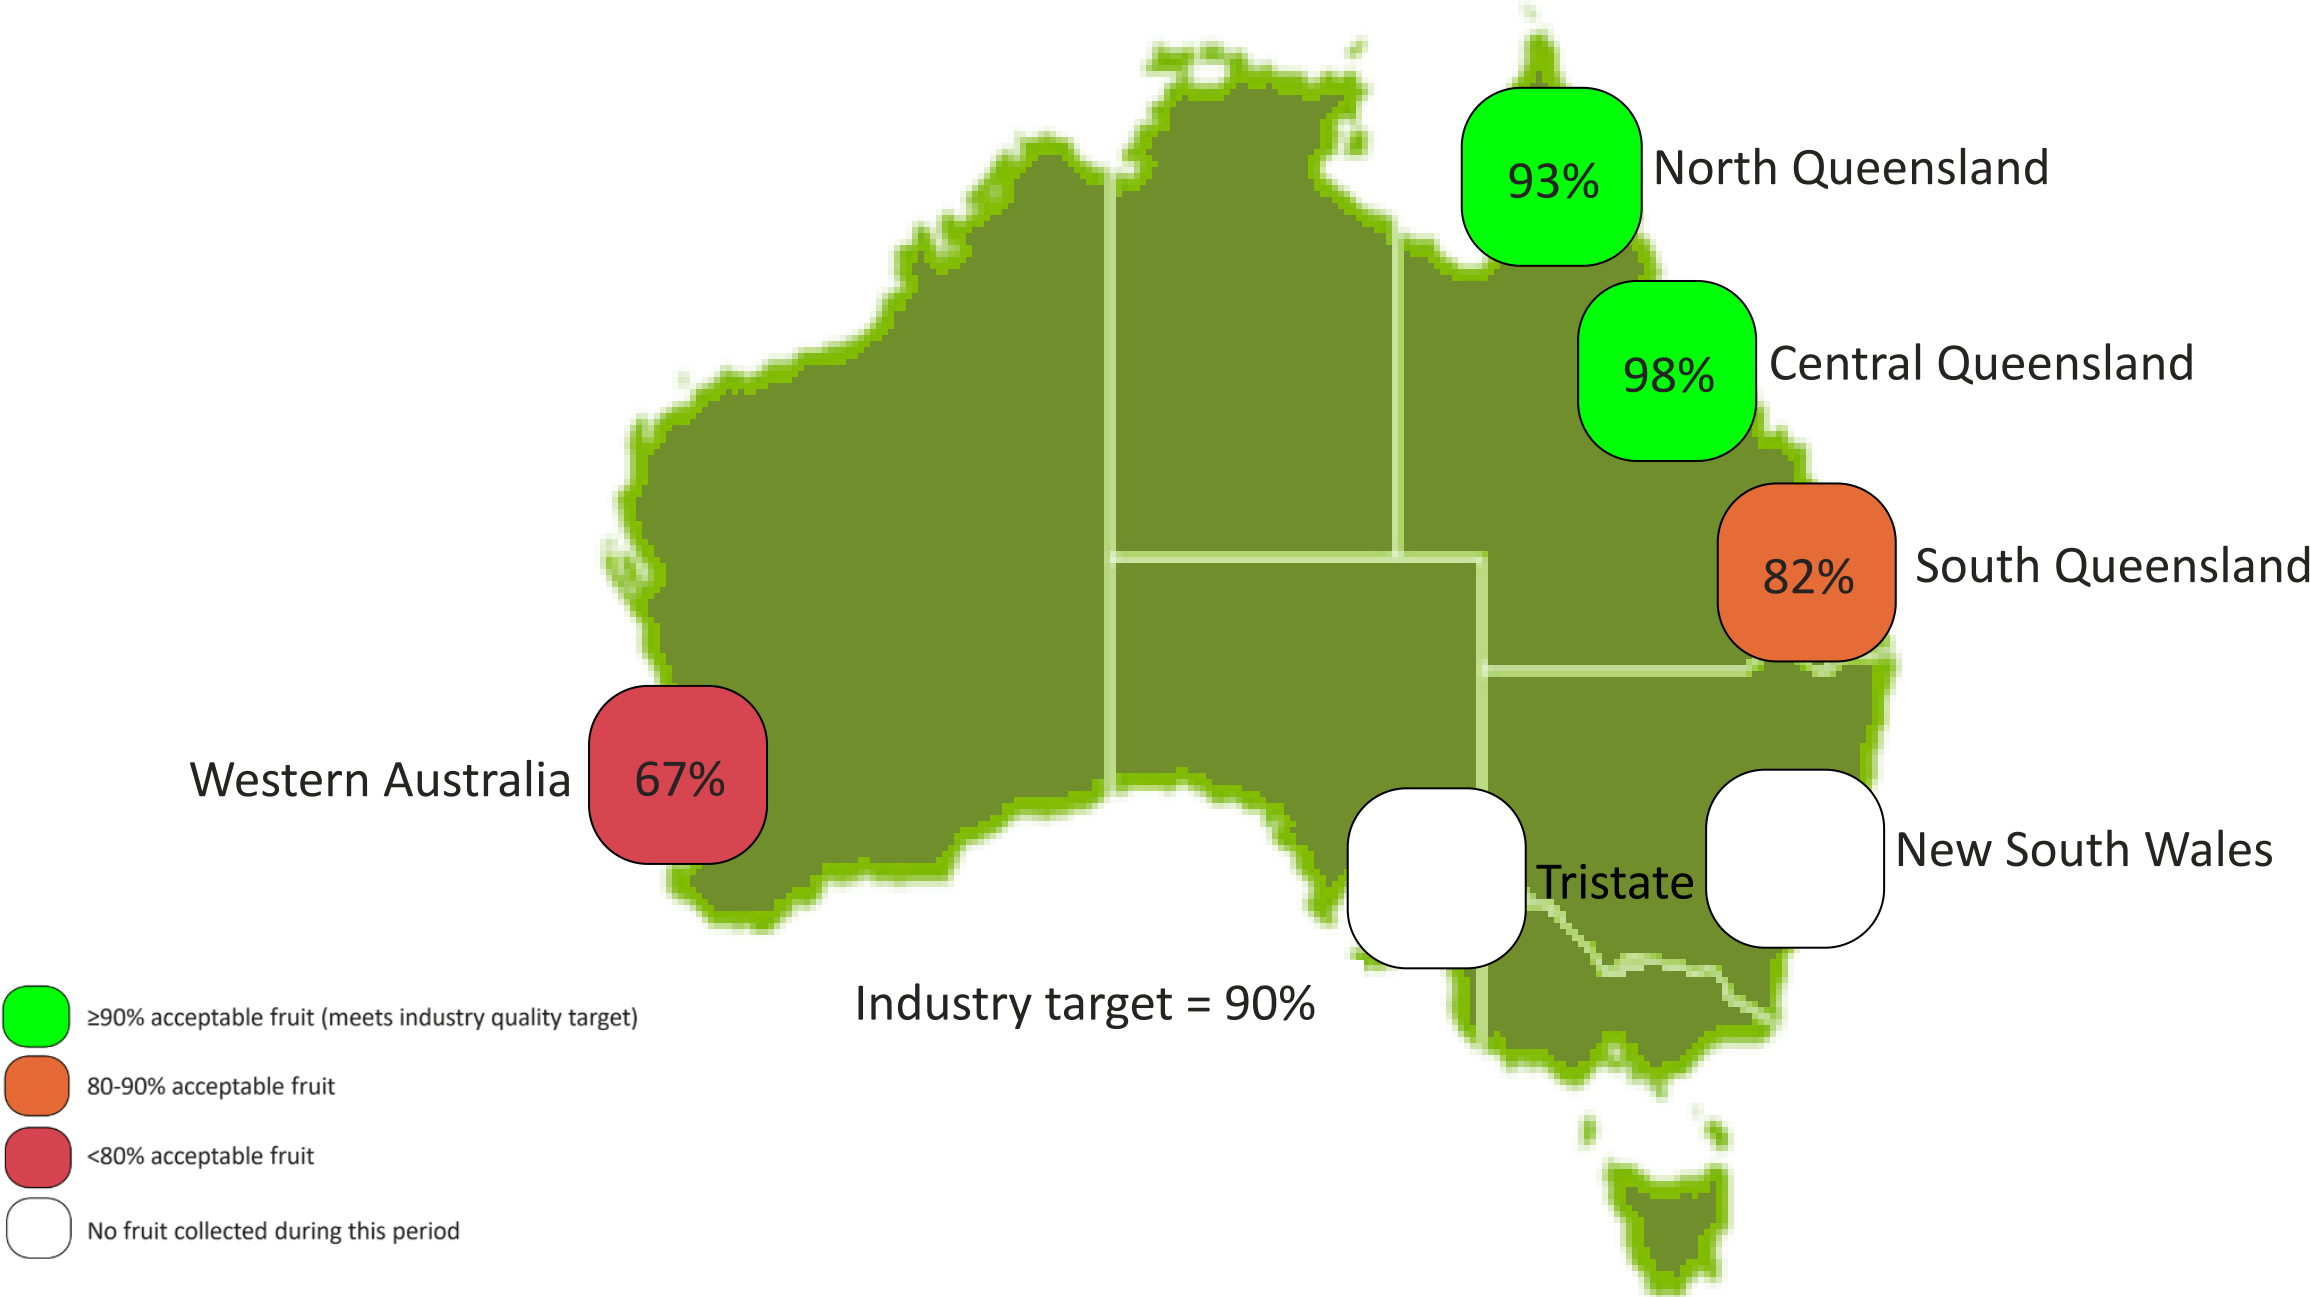 93%
North Queensland
98%
Central Queensland
82%
South Queensland
Western Australia
67%
New South Wales
Tristate
Industry target = 90%
≥90% acceptable fruit (meets industry quality target)
80-90% acceptable fruit
<80% acceptable fruit
No fruit collected during this period